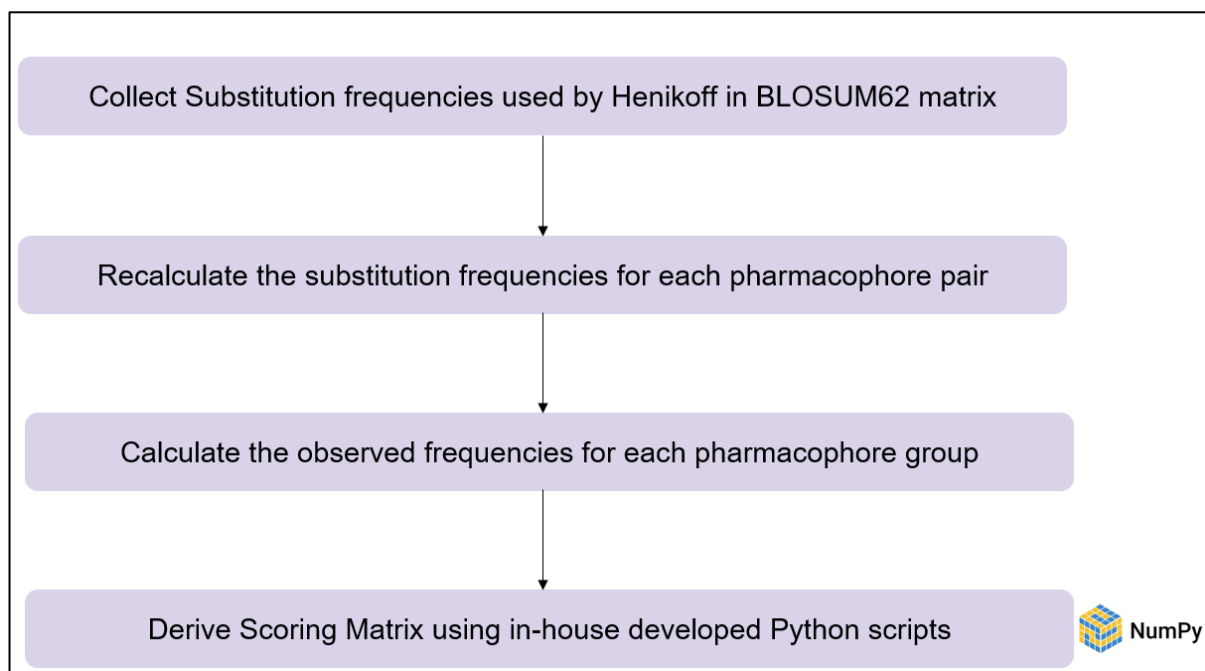 Collect Substitution frequencies used by Henikoff in BLOSUM62 matrix
Recalculate the substitution frequencies for each pharmacophore pair
Calculate the observed frequencies for each pharmacophore group
Derive Scoring Matrix using in-house developed Python scripts
NumPy